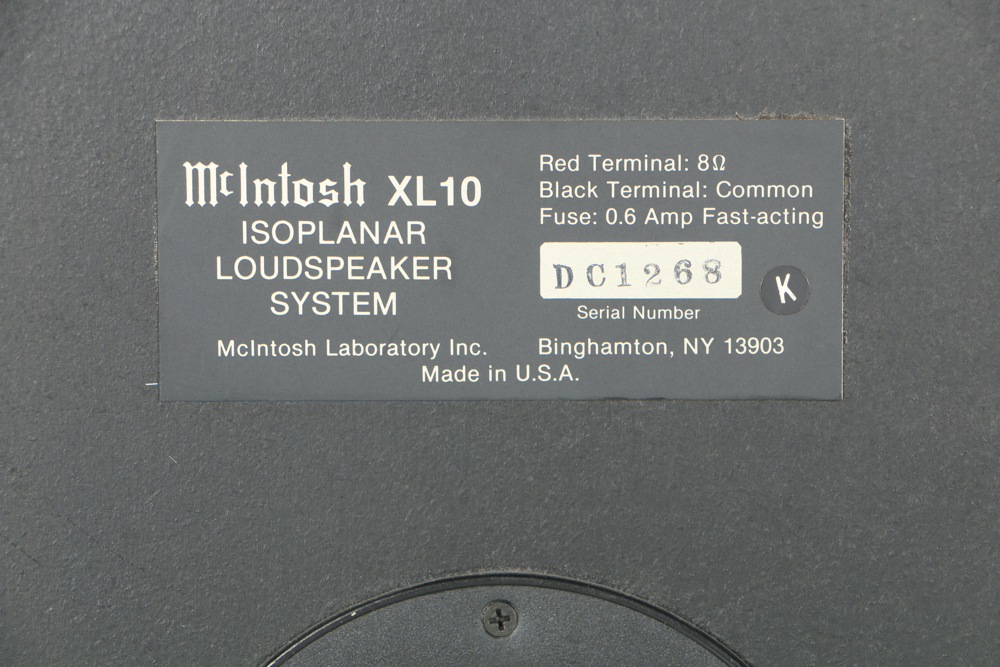 McIntosh XL10
ISOPLANAR
LOUDSPEAKER
SYSTEM
Red Terminal: 8Ω
Black Terminal: Common
Fuse: 0.6 Amp Fast-acting
DC1268
K
Serial Number
McIntosh Laboratory Inc. Binghamton, NY 13903
Made in U.S.A.